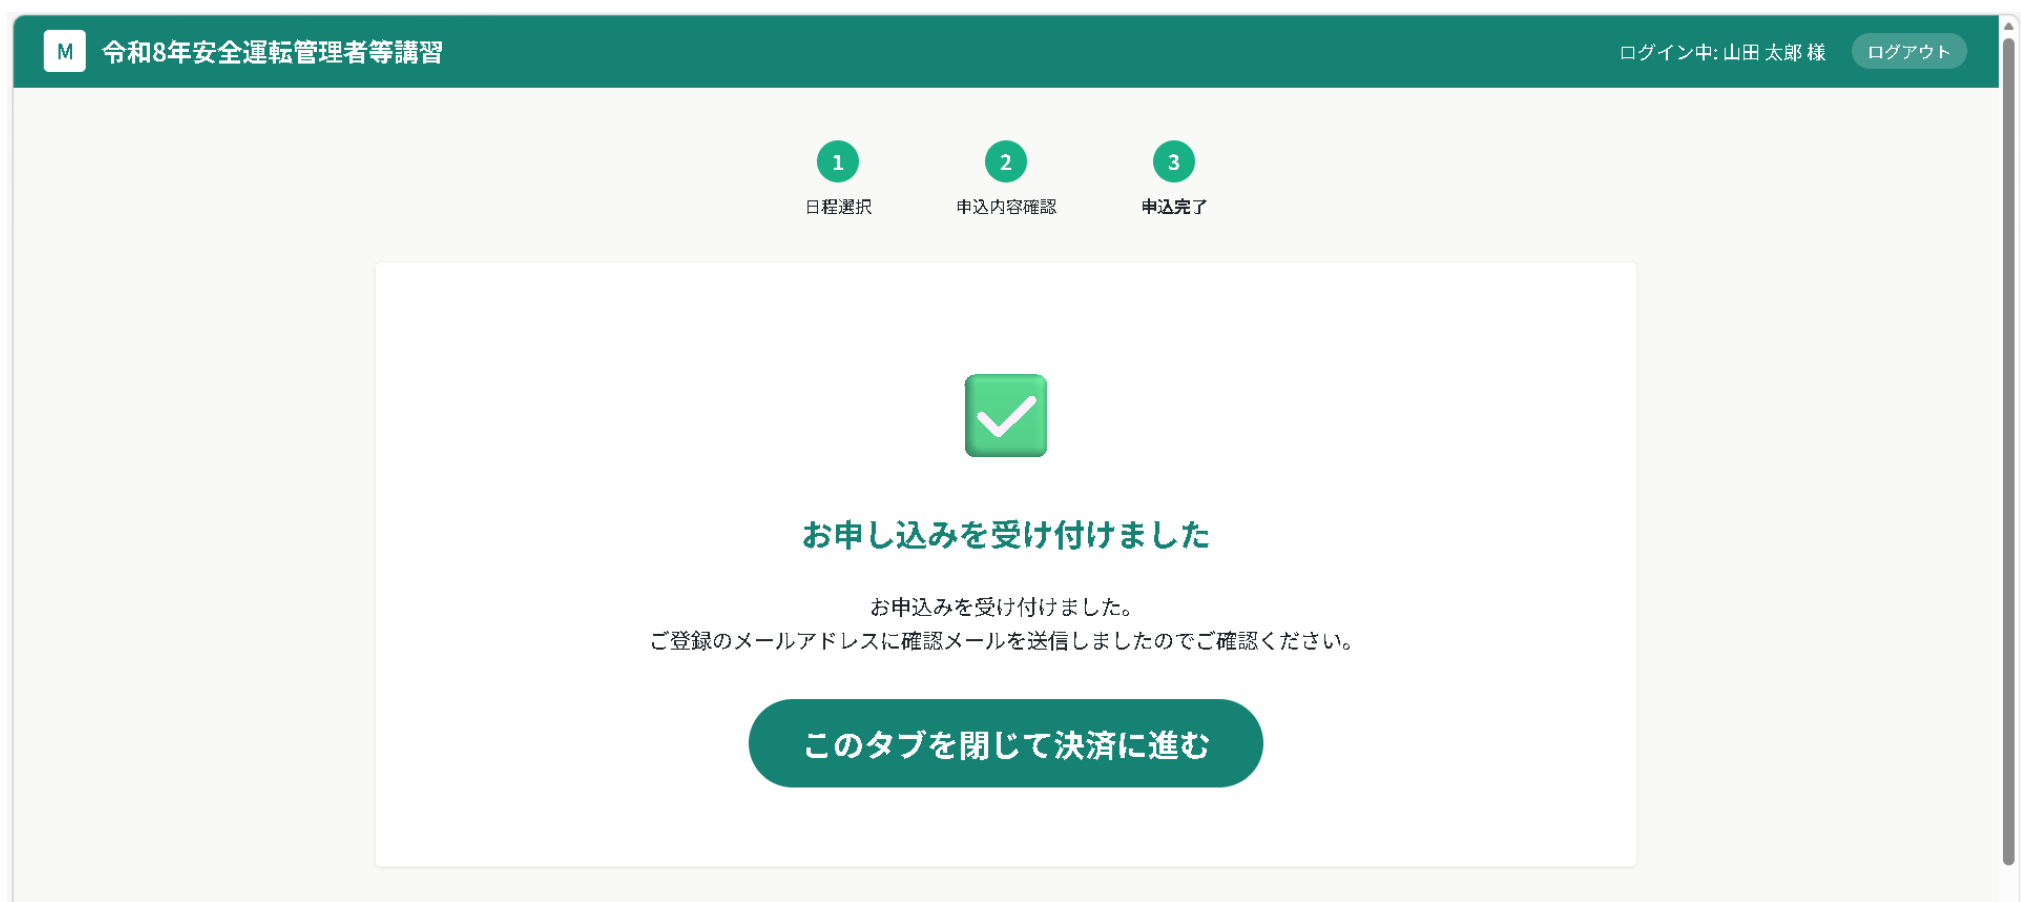 M 令和8年安全運転管理者等講習 ログイン中: 山田 太郎 様 ログアウト
1 2 3
日程選択 申込内容確認 申込完了
お申し込みを受け付けました
お申込みを受け付けました。
ご登録のメールアドレスに確認メールを送信しましたのでご確認ください。
このタブを閉じて決済に進む